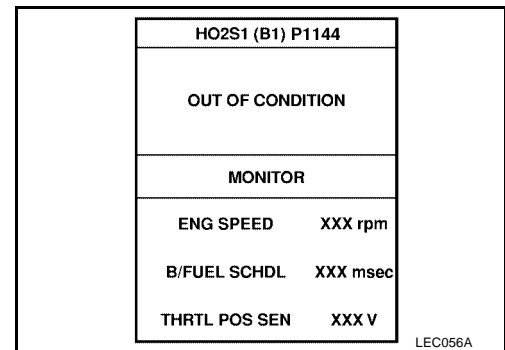 HO2S1 (B1) P1144
OUT OF CONDITION
MONITOR
ENG SPEED XXX rpm
B/FUEL SCHDL XXX msec
THRTL POS SEN XXX V
LEC056A